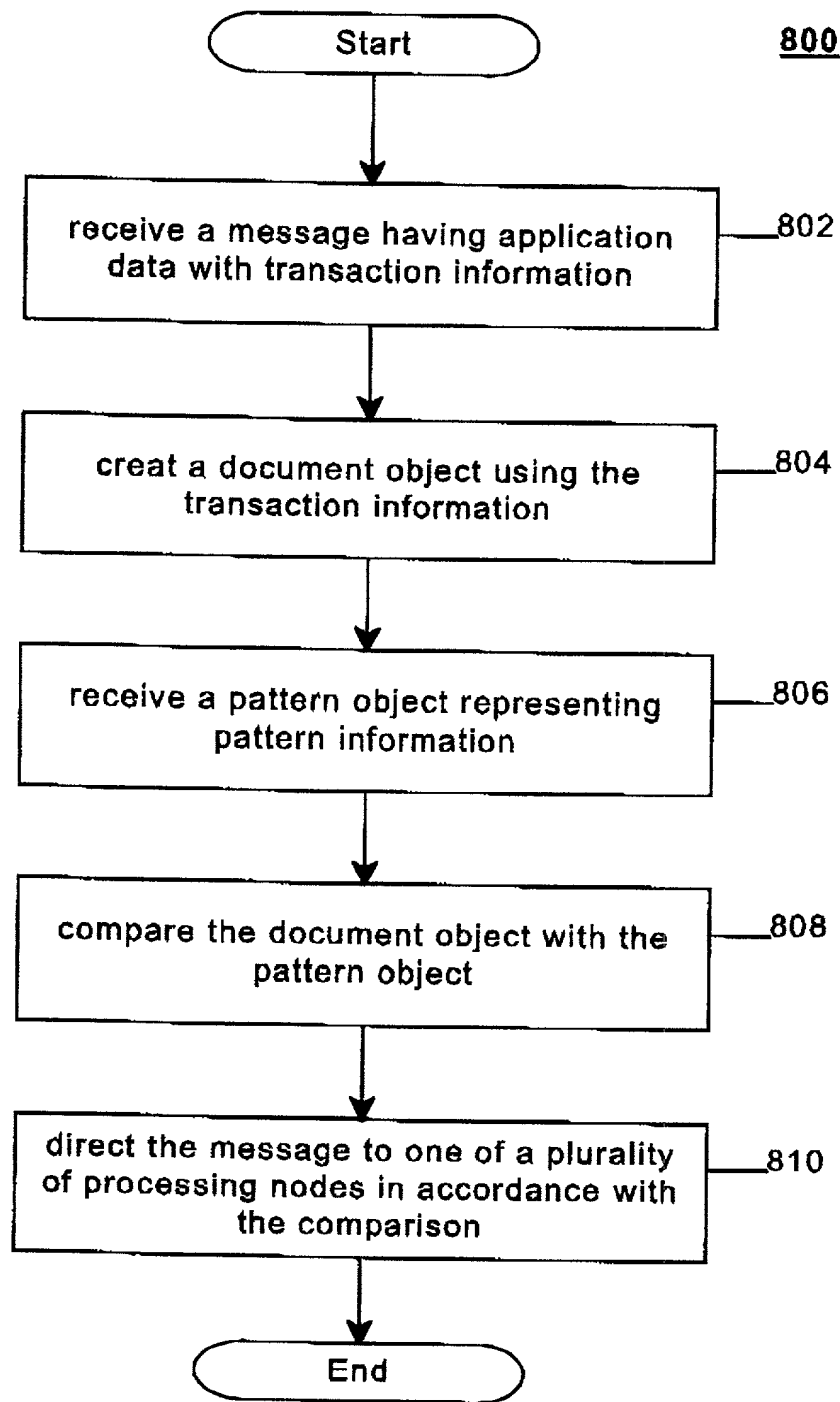 Start
800
receive a message having application
data with transaction information
802
creat a document object using the
transaction information
804
receive a pattern object representing
pattern information
806
compare the document object with the
pattern object
808
direct the message to one of a plurality
of processing nodes in accordance with
the comparison
810
End